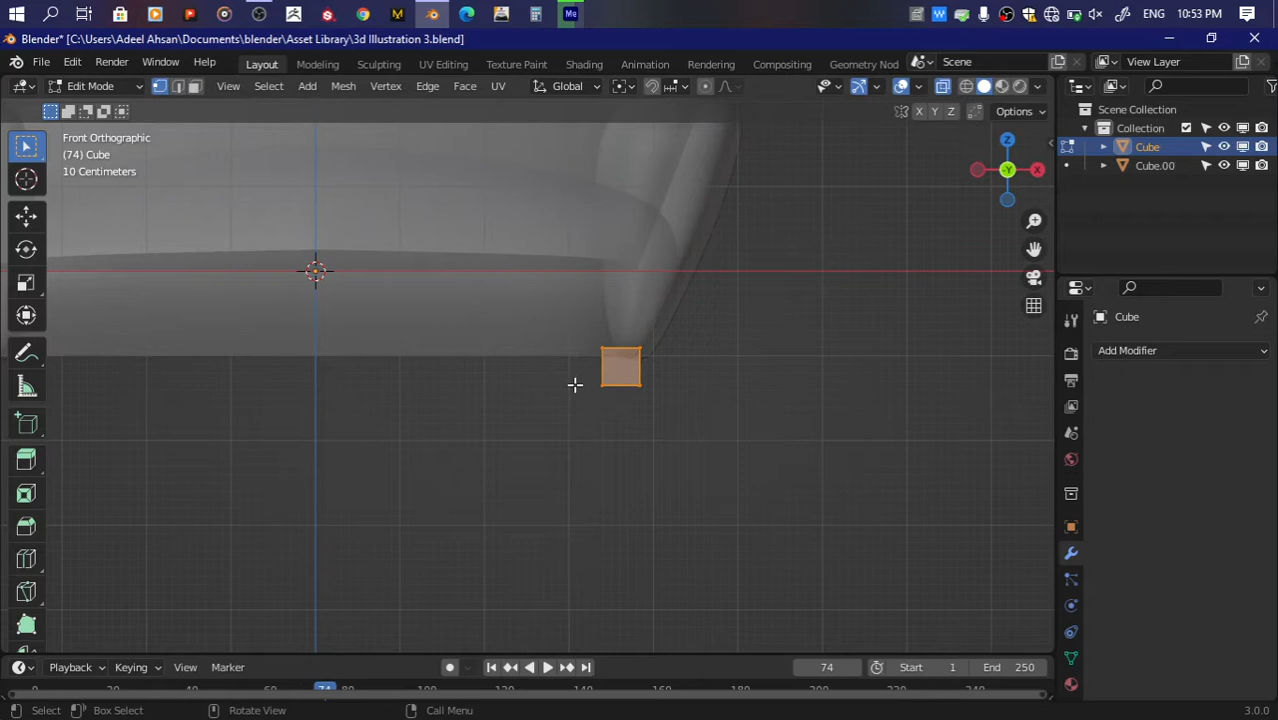 M
Me
W
ENG
10:53 PM
Blender* [C:\Users\Adeel Ahsan\Documents\blender\Asset Library\3d Illustration 3.blend]
File Edit Render Window Help Layout Modeling Sculpting UV Editing Texture Paint Shading Animation Rendering Compositing Geometry Nod Scene View Layer
Edit Mode View Select Add Mesh Vertex Edge Face UV Global
X Y Z Options
Scene Collection
Collection
Cube
Cube.00
Front Orthographic
(74) Cube
10 Centimeters
Z
Y
X
Cube
Add Modifier
Playback Keying View Marker 74 Start 1 End 250
74
Select Box Select Rotate View Call Menu 3.0.0